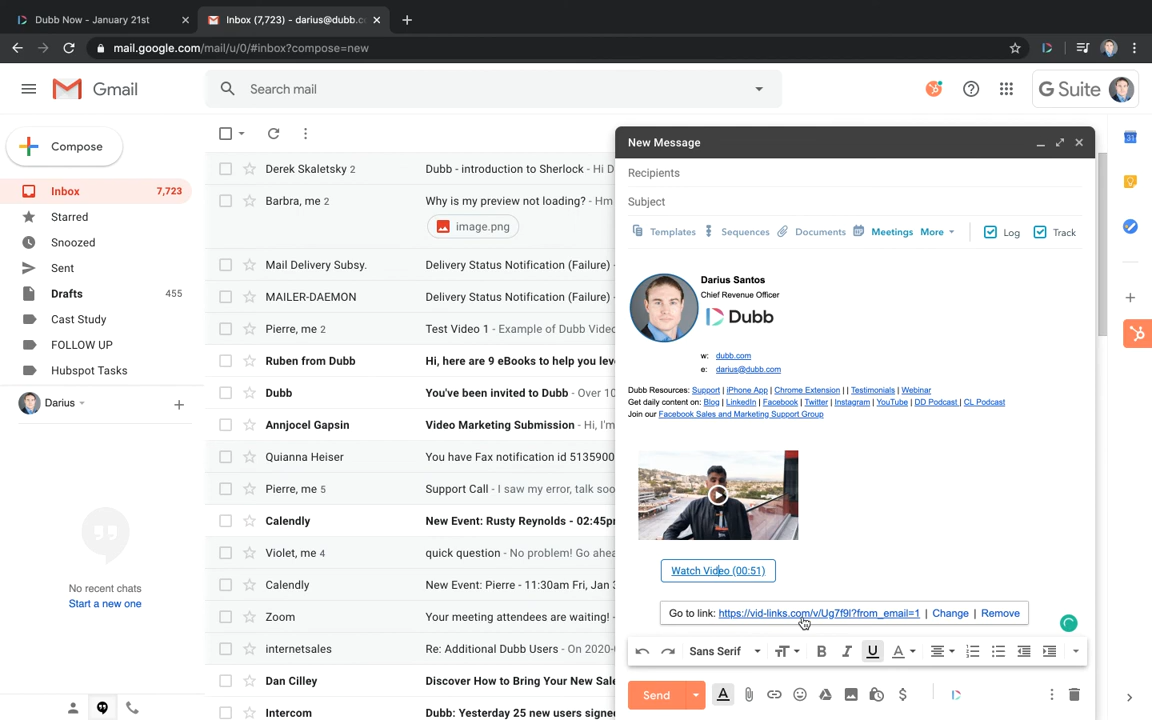 Dubb Now - January 21st
Inbox (7,723) - darius@dubb.co
mail.google.com/mail/u/0/#inbox?compose=new
Gmail
Search mail
G Suite
Compose
Inbox 7,723
Starred
Snoozed
Sent
Drafts 455
Cast Study
FOLLOW UP
Hubspot Tasks
Darius
No recent chats
Start a new one
Derek Skaletsky 2 Dubb - introduction to Sherlock - Hi D
Barbra, me 2 Why is my preview not loading? - Hm
image.png
Mail Delivery Subsy. Delivery Status Notification (Failure) -
MAILER-DAEMON Delivery Status Notification (Failure) -
Pierre, me 2 Test Video 1 - Example of Dubb Video
Ruben from Dubb Hi, here are 9 eBooks to help you leve
Dubb You've been invited to Dubb - Over 10
Annjocel Gapsin Video Marketing Submission - Hi, I'm
Quianna Heiser You have Fax notification id 5135900
Pierre, me 5 Support Call - I saw my error, talk soo
Calendly New Event: Rusty Reynolds - 02:45p
Violet, me 4 quick question - No problem! Go ahea
Calendly New Event: Pierre - 11:30am Fri, Jan 3
Zoom Your meeting attendees are waiting! -
internetsales Re: Additional Dubb Users - On 2020-
Dan Cilley Discover How to Bring Your New Sale
Intercom Dubb: Yesterday 25 new users signe
New Message
Recipients
Subject
Templates Sequences Documents Meetings More Log Track
Darius Santos
Chief Revenue Officer
Dubb
w: dubb.com
e: darius@dubb.com
Dubb Resources: Support | iPhone App | Chrome Extension | | Testimonials | Webinar
Get daily content on: Blog | LinkedIn | Facebook | Twitter | Instagram | YouTube | DD Podcast | CL Podcast
Join our Facebook Sales and Marketing Support Group
Watch Video (00:51)
Go to link: https://vid-links.com/v/Ug7f9l?from_email=1 | Change | Remove
Sans Serif
Send
31